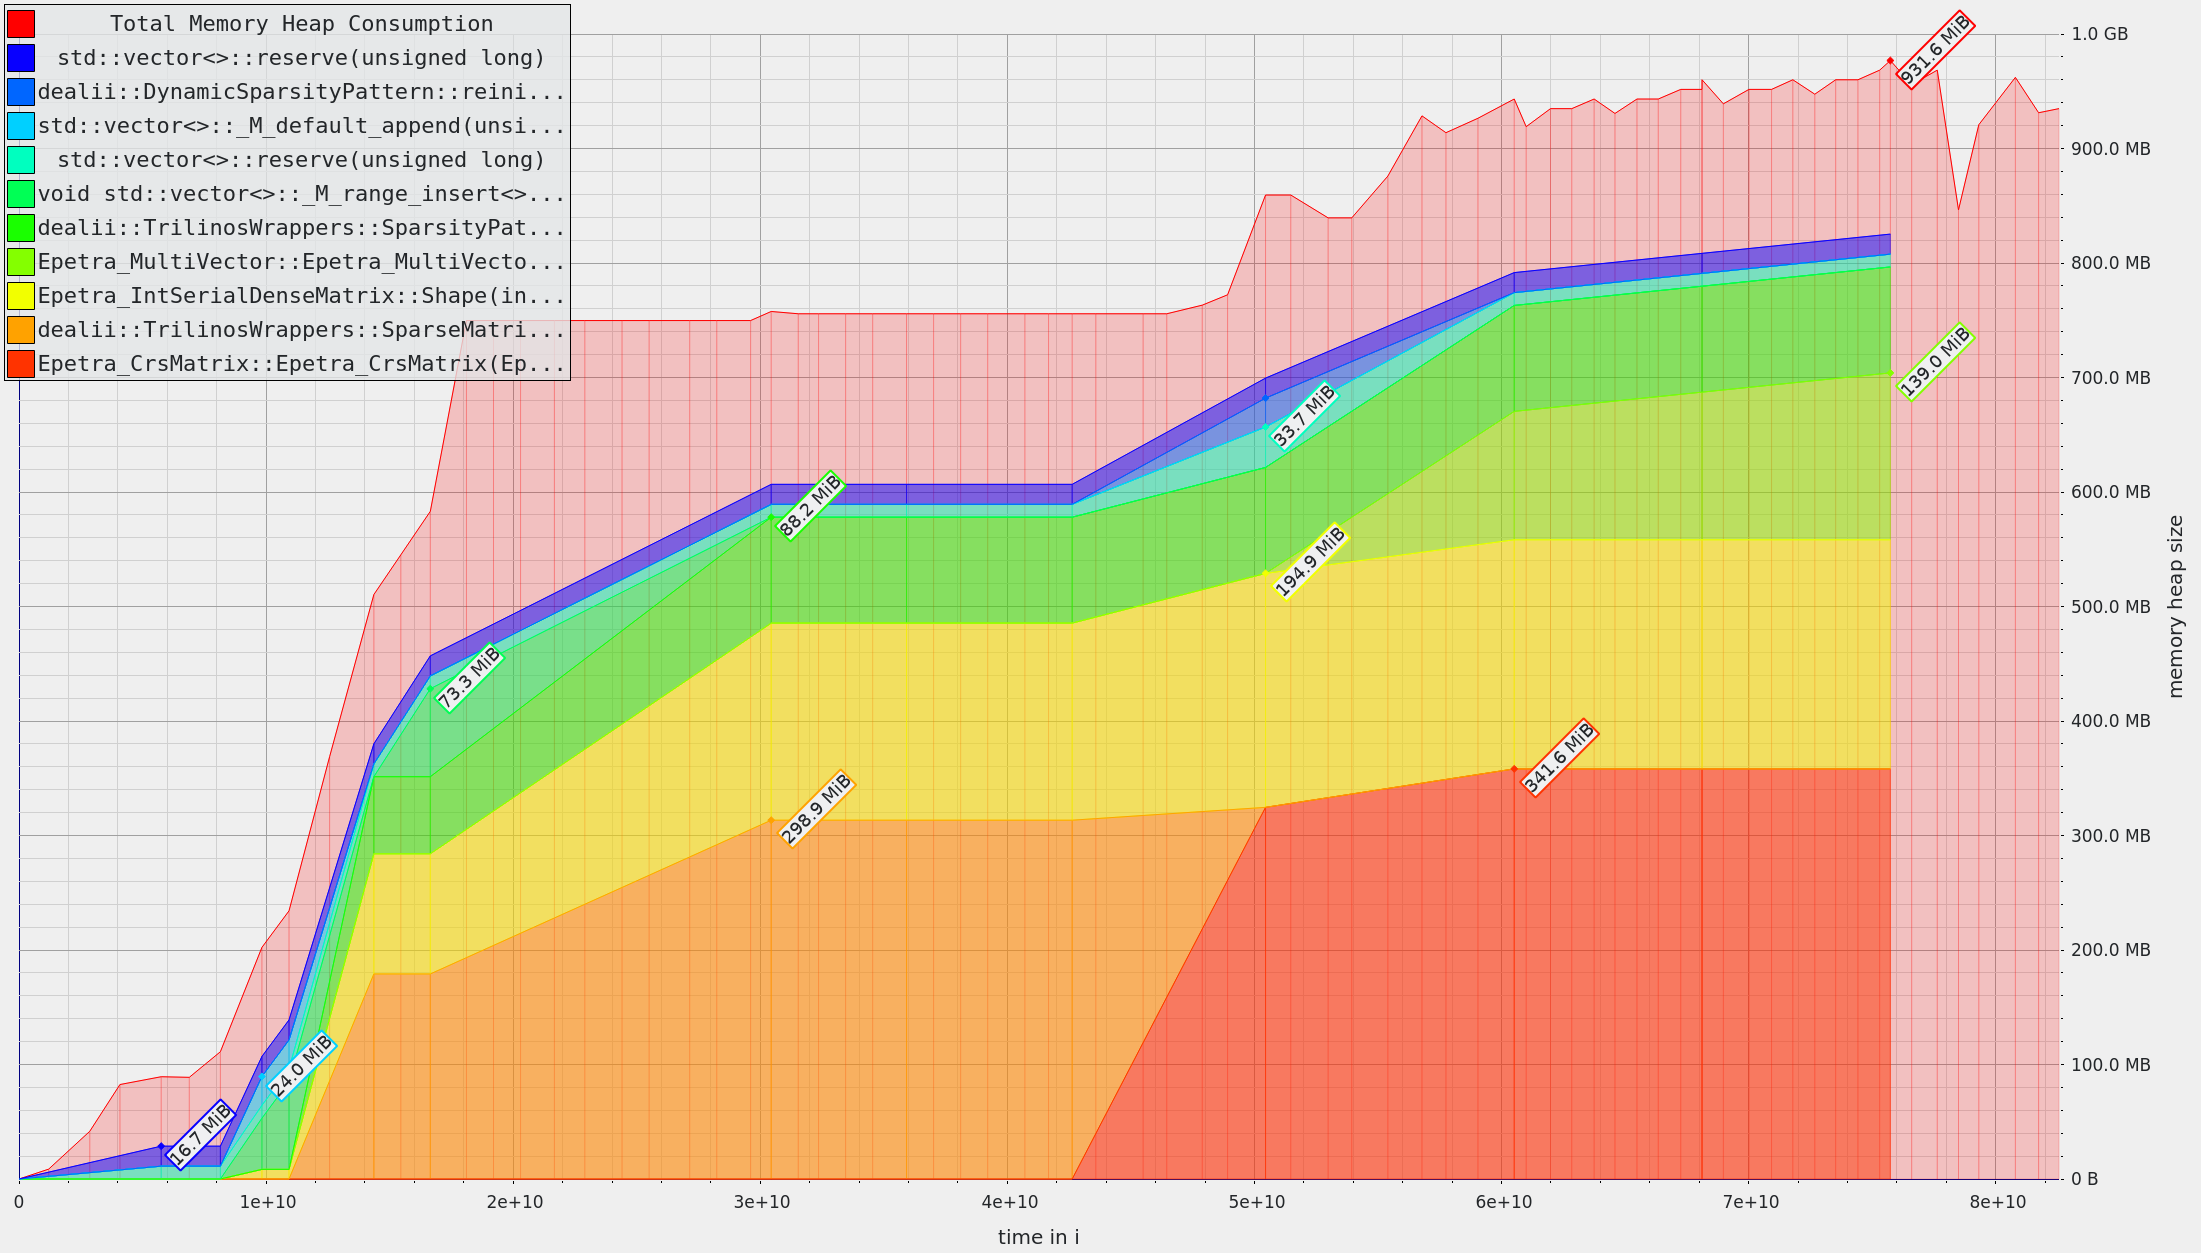 Total Memory Heap Consumption
std::vector<>::reserve(unsigned long)
dealii::DynamicSparsityPattern::reini...
std::vector<>::_M_default_append(unsi...
std::vector<>::reserve(unsigned long)
void std::vector<>::_M_range_insert<>...
dealii::TrilinosWrappers::SparsityPat...
Epetra_MultiVector::Epetra_MultiVecto...
Epetra_IntSerialDenseMatrix::Shape(in...
dealii::TrilinosWrappers::SparseMatri...
Epetra_CrsMatrix::Epetra_CrsMatrix(Ep...
931.6 MiB
139.0 MiB
33.7 MiB
88.2 MiB
194.9 MiB
73.3 MiB
341.6 MiB
298.9 MiB
24.0 MiB
16.7 MiB
1.0 GB
900.0 MB
800.0 MB
700.0 MB
600.0 MB
500.0 MB
400.0 MB
300.0 MB
200.0 MB
100.0 MB
0 B
memory heap size
0
1e+10
2e+10
3e+10
4e+10
5e+10
6e+10
7e+10
8e+10
time in i